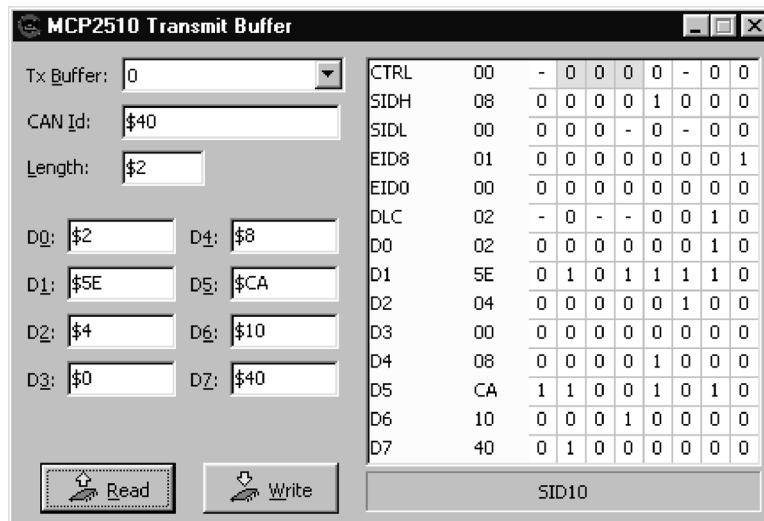 MCP2510 Transmit Buffer
Tx Buffer: 0
CAN Id: $40
Length: $2
D0: $2 D4: $8
D1: $5E D5: $CA
D2: $4 D6: $10
D3: $0 D7: $40
Read Write
CTRL 00 - 0 0 0 0 - 0 0
SIDH 08 0 0 0 0 1 0 0 0
SIDL 00 0 0 0 - 0 - 0 0
EID8 01 0 0 0 0 0 0 0 1
EID0 00 0 0 0 0 0 0 0 0
DLC 02 - 0 - - 0 0 1 0
D0 02 0 0 0 0 0 0 1 0
D1 5E 0 1 0 1 1 1 1 0
D2 04 0 0 0 0 0 1 0 0
D3 00 0 0 0 0 0 0 0 0
D4 08 0 0 0 0 1 0 0 0
D5 CA 1 1 0 0 1 0 1 0
D6 10 0 0 0 1 0 0 0 0
D7 40 0 1 0 0 0 0 0 0
SID10